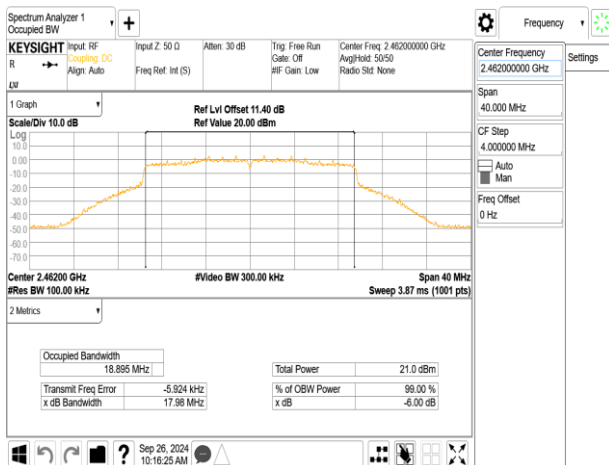 Spectrum Analyzer 1
Occupied BW
Frequency
KEYSIGHT
R
LXI
Input: RF
Coupling: DC
Align: Auto
Input Z: 50 Ω
Freq Ref: Int (S)
Atten: 30 dB
Trig: Free Run
Gate: Off
#IF Gain: Low
Center Freq: 2.462000000 GHz
Avg|Hold: 50/50
Radio Std: None
Center Frequency
2.462000000 GHz
Settings
Span
40.000 MHz
CF Step
4.000000 MHz
Auto
Man
Freq Offset
0 Hz
1 Graph
Scale/Div 10.0 dB
Ref Lvl Offset 11.40 dB
Ref Value 20.00 dBm
Log
10.0
0.00
-10.0
-20.0
-30.0
-40.0
-50.0
-60.0
-70.0
Center 2.46200 GHz
#Video BW 300.00 kHz
Span 40 MHz
#Res BW 100.00 kHz
Sweep 3.87 ms (1001 pts)
2 Metrics
Occupied Bandwidth
18.895 MHz
Total Power 21.0 dBm
Transmit Freq Error -5.924 kHz
% of OBW Power 99.00 %
x dB Bandwidth 17.98 MHz
x dB -6.00 dB
?
Sep 26, 2024
10:16:25 AM